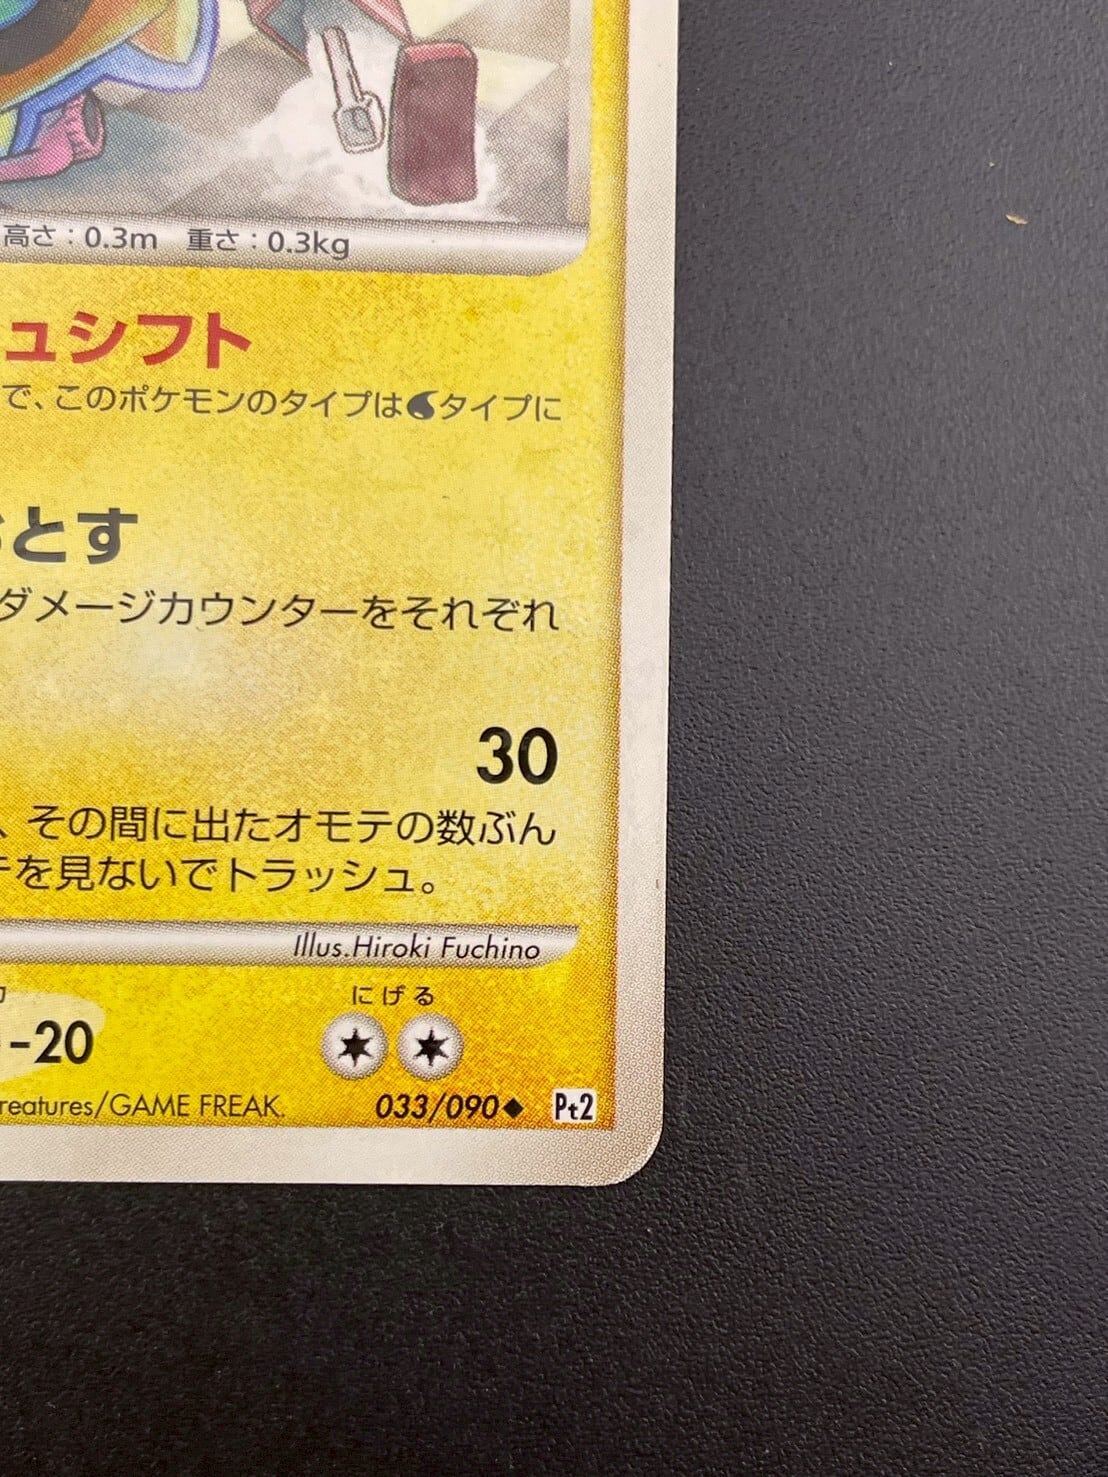 高さ：0.3m 重さ：0.3kg
ュシフト
で、このポケモンのタイプはタイプに
とす
ダメージカウンターをそれぞれ
30
、その間に出たオモテの数ぶん
を見ないでトラッシュ。
Illus.Hiroki Fuchino
にげる
-20
reatures/GAME FREAK.
033/090◆ Pt2